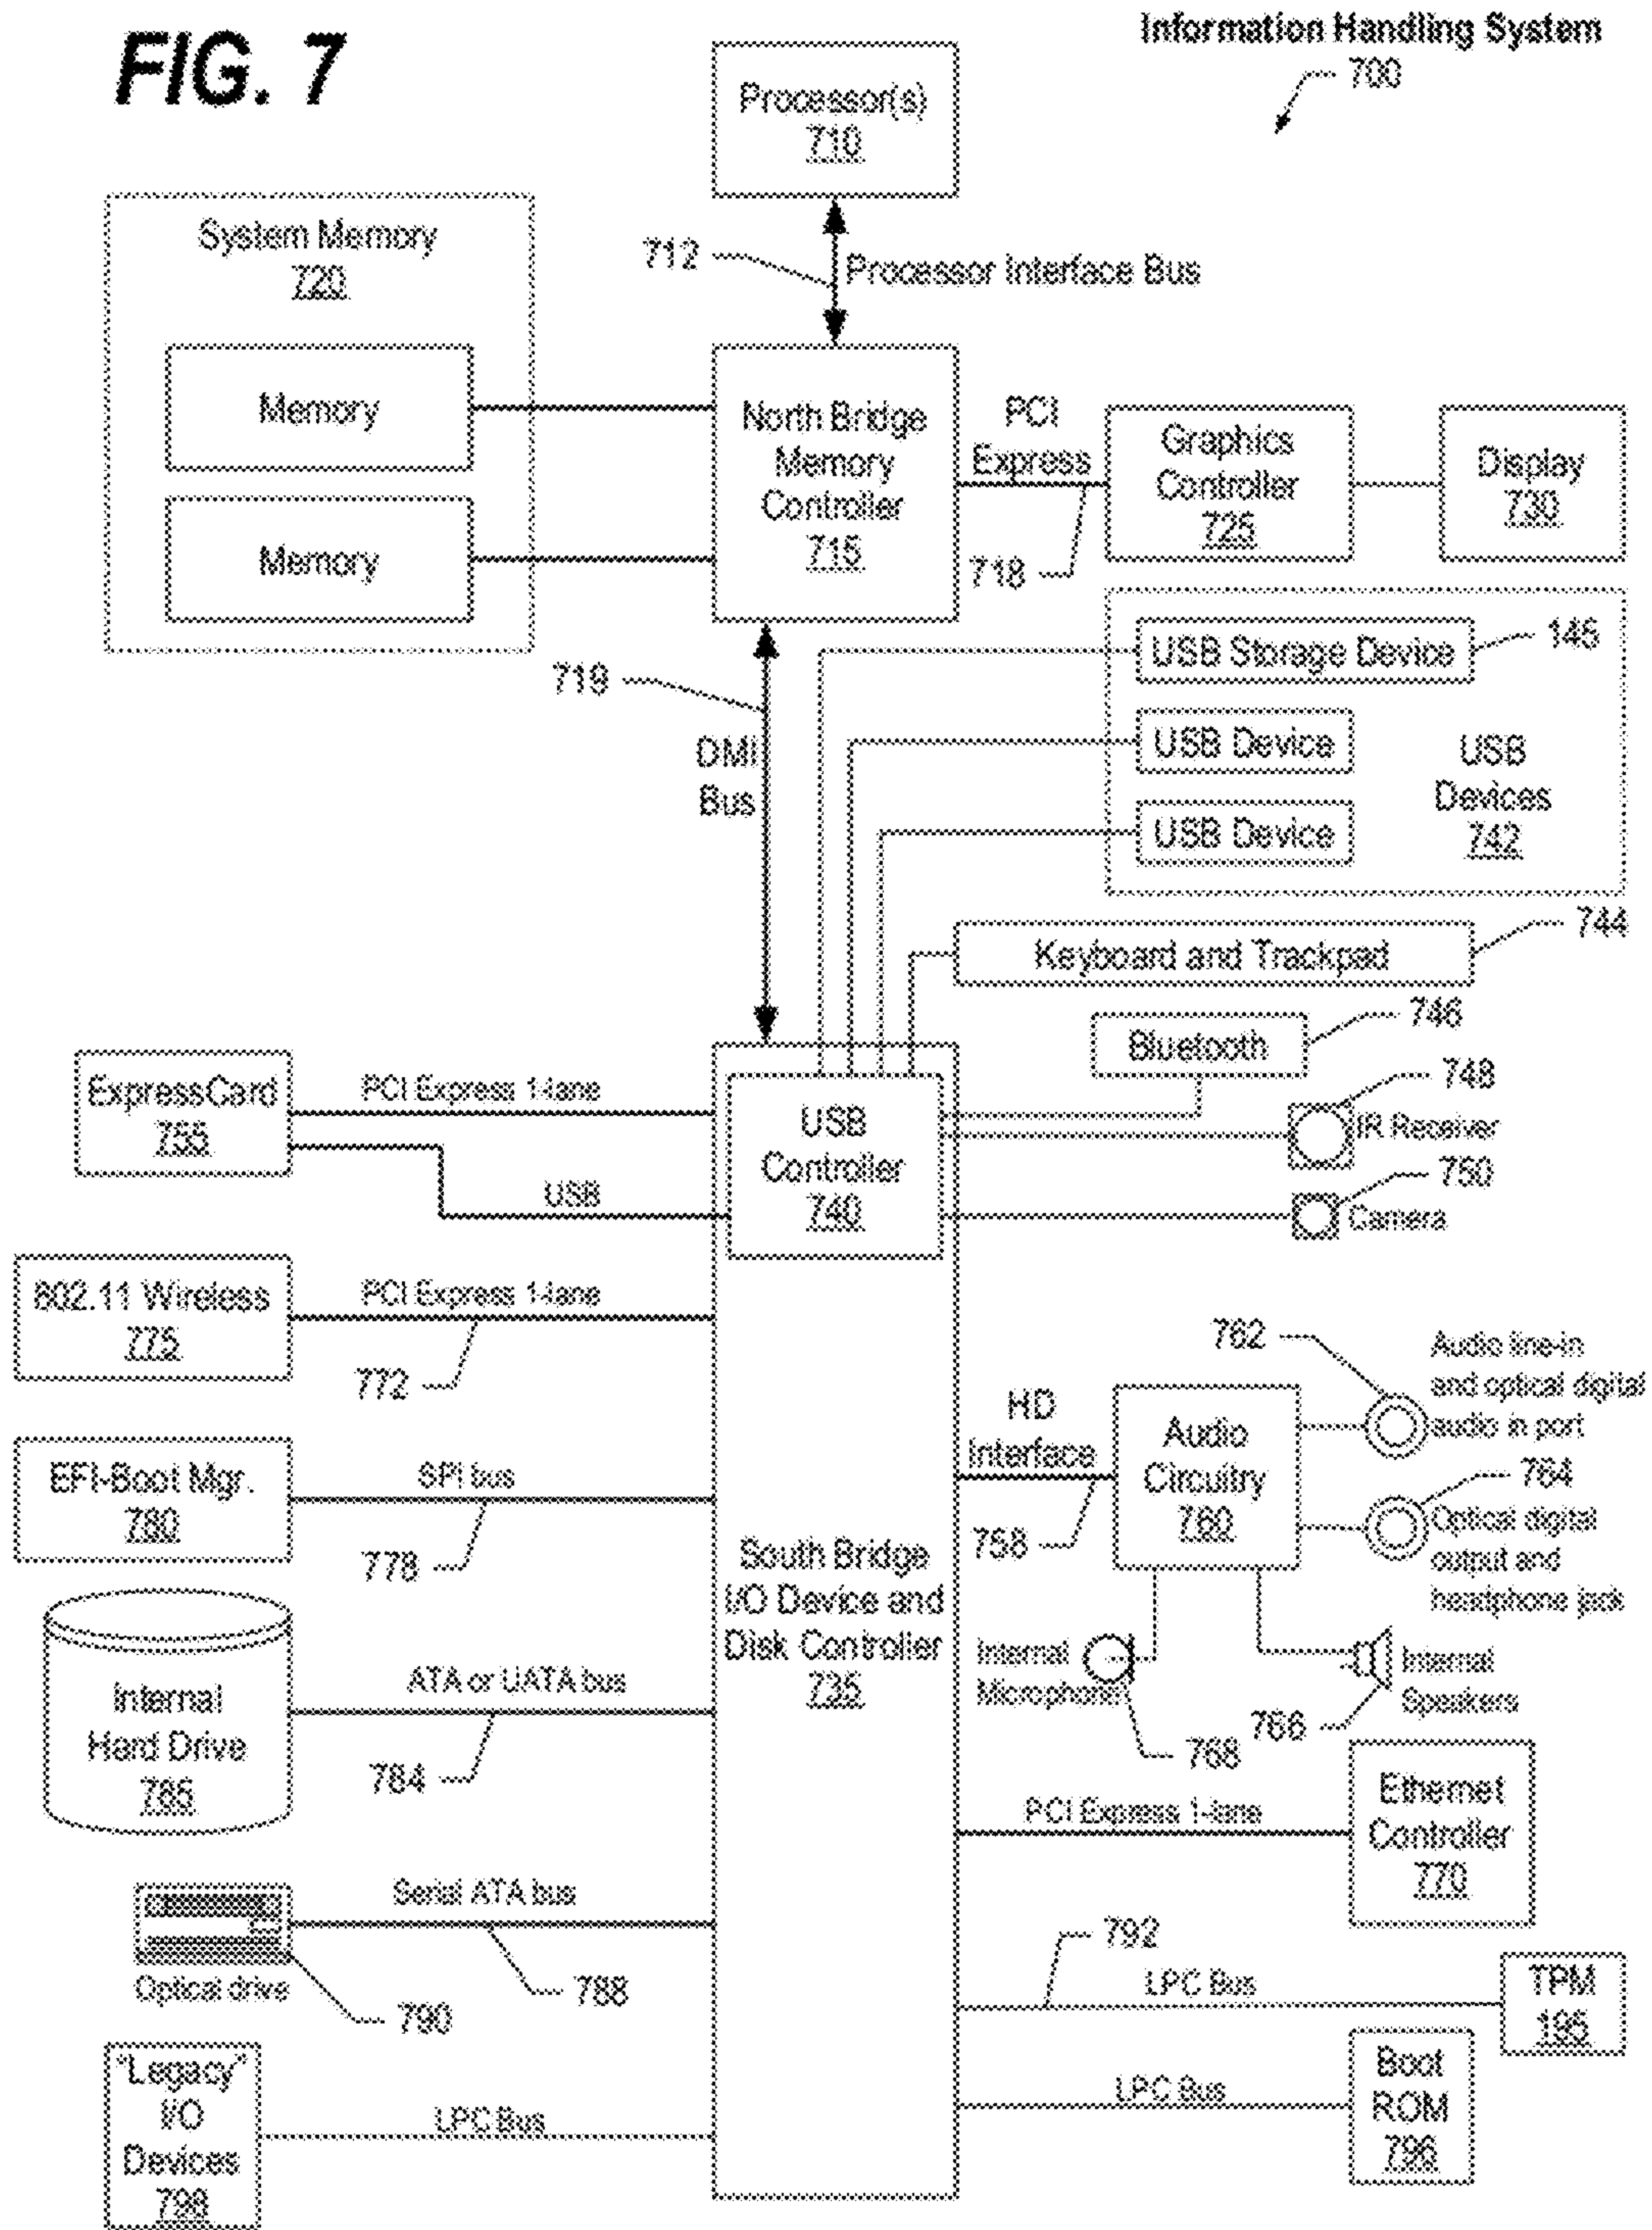 FIG. 7
Information Handling System
700
Processor(s)
710
System Memory
720
712
Processor Interface Bus
Memory
Memory
North Bridge
Memory
Controller
715
PCI
Express
718
Graphics
Controller
725
Display
730
719
DMI
Bus
USB Storage Device
145
USB Device
USB Device
USB
Devices
742
Keyboard and Trackpad
744
Bluetooth
746
748
IR Receiver
750
Camera
ExpressCard
755
PCI Express 1-lane
USB
USB
Controller
740
802.11 Wireless
775
PCI Express 1-lane
772
EFI-Boot Mgr.
780
SPI bus
778
HD
Interface
758
Audio
Circuitry
760
762
Audio line-in
and optical digital
audio in port
764
Optical digital
output and
headphone jack
South Bridge
I/O Device and
Disk Controller
735
Internal
Microphone
768
Internal
Speakers
766
Internal
Hard Drive
785
ATA or UATA bus
784
PCI Express 1-lane
Ethernet
Controller
770
Optical drive
790
Serial ATA bus
788
792
LPC Bus
TPM
195
"Legacy"
I/O
Devices
798
LPC Bus
LPC Bus
Boot
ROM
796